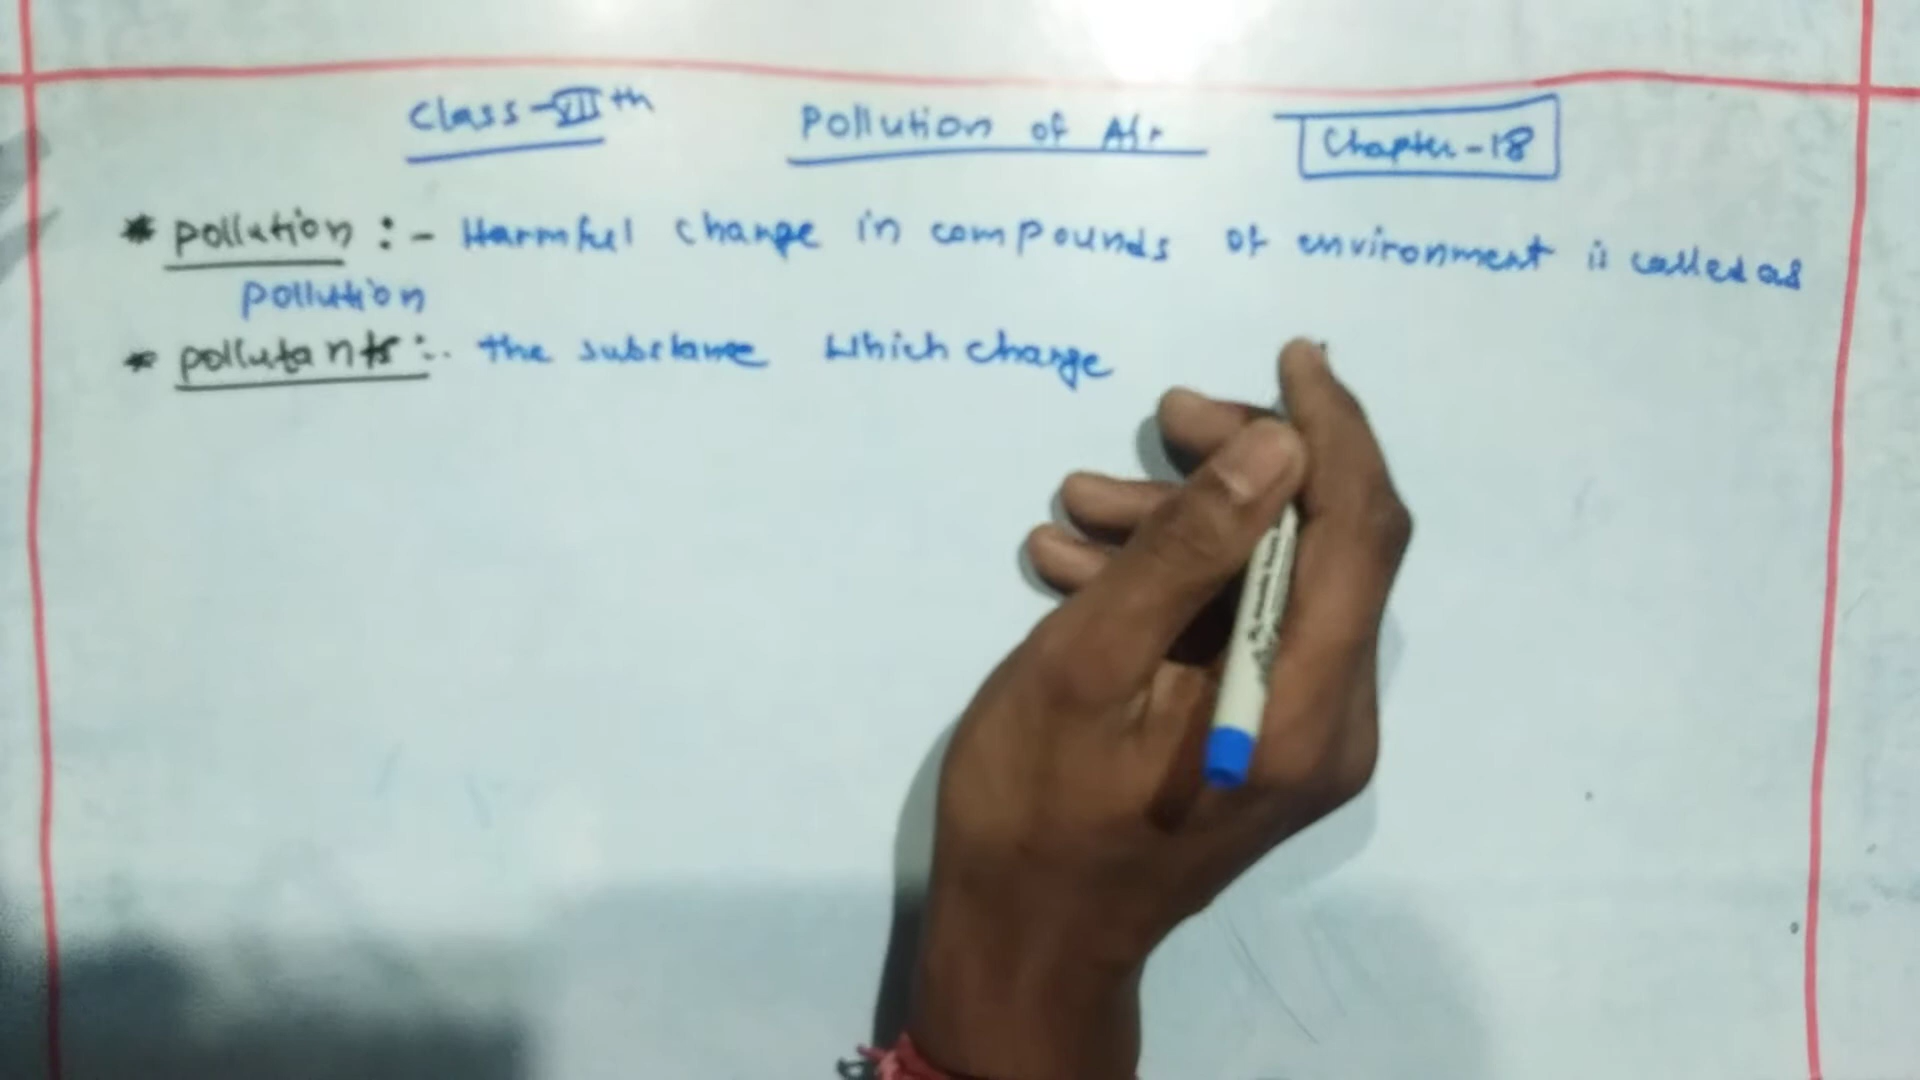 Class-VIIth Pollution of Air Chapter-18
* pollution :- Harmful change in compounds of environment is called as
pollution
* pollutants :- the substance which change